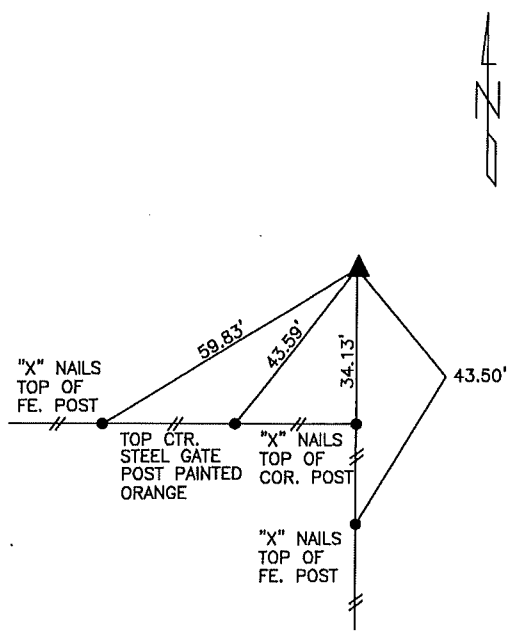 N
59.83'
43.59'
34.13'
43.50'
"X" NAILS
TOP OF
FE. POST
TOP CTR.
STEEL GATE
POST PAINTED
ORANGE
"X" NAILS
TOP OF
COR. POST
"X" NAILS
TOP OF
FE. POST